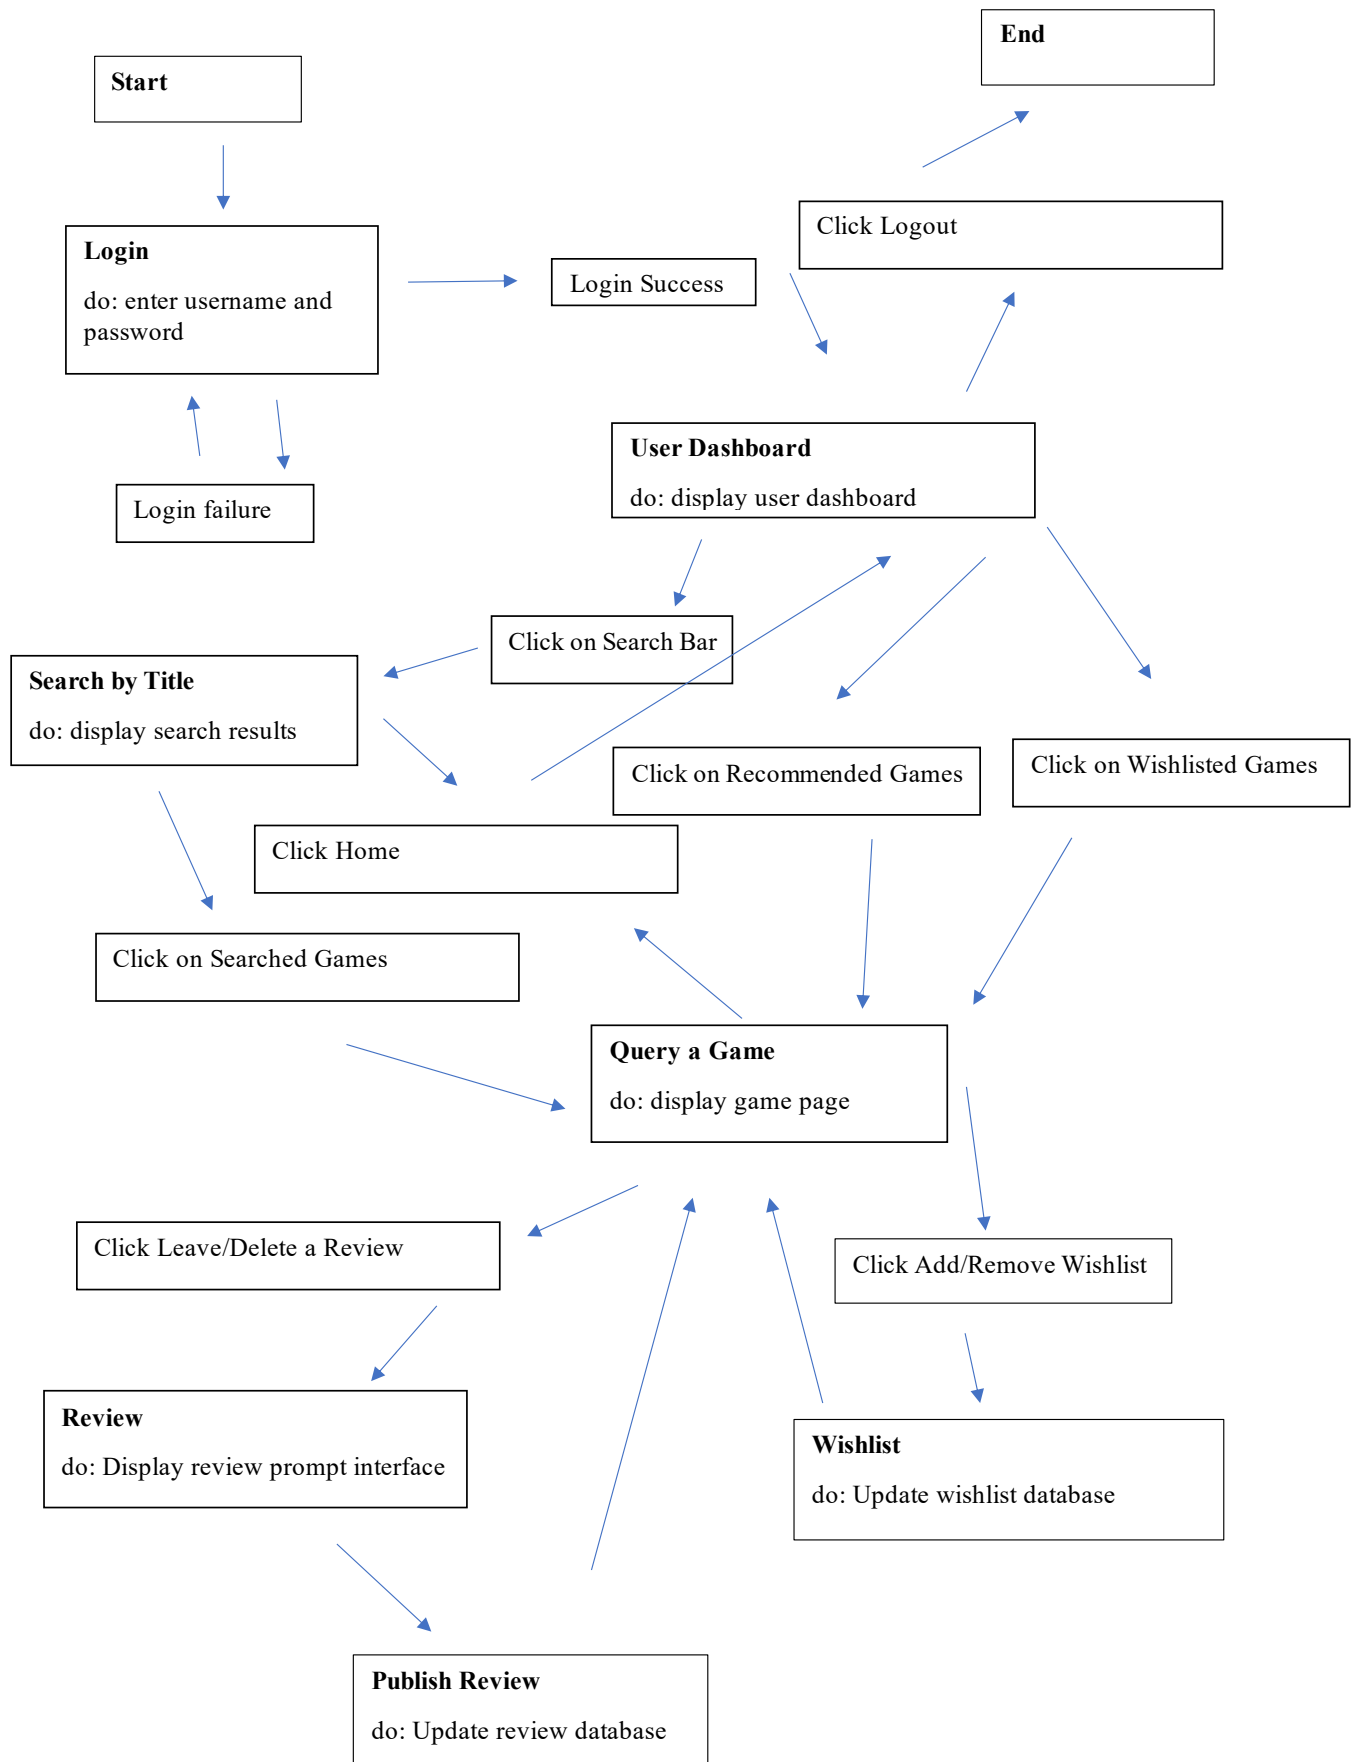 End
Start
Click Logout
Login
do: enter username and
password
Login Success
Login failure
User Dashboard
do: display user dashboard
Click on Search Bar
Search by Title
do: display search results
Click on Recommended Games
Click on Wishlisted Games
Click Home
Click on Searched Games
Query a Game
do: display game page
Click Leave/Delete a Review
Click Add/Remove Wishlist
Review
do: Display review prompt interface
Wishlist
do: Update wishlist database
Publish Review
do: Update review database